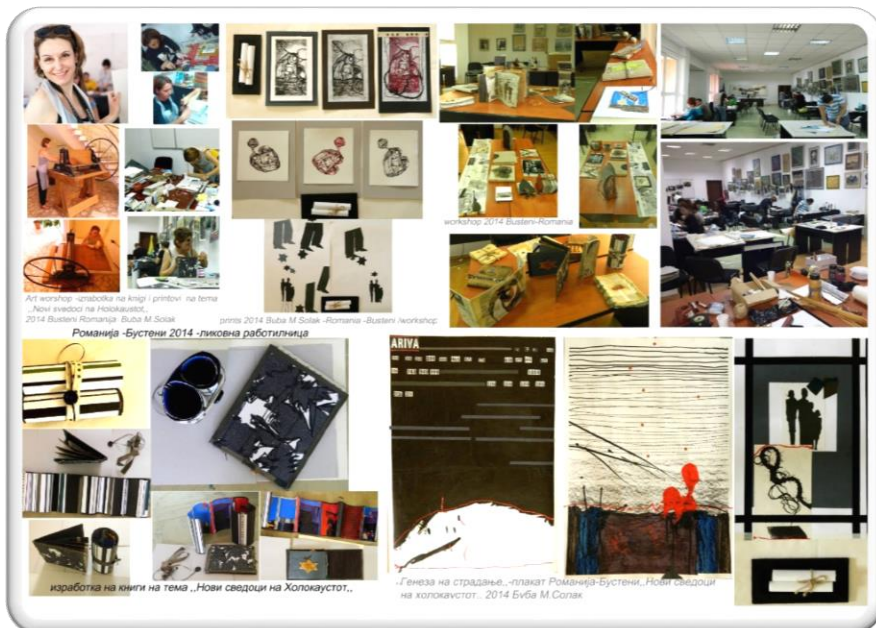 Art worshop -izrabotka na knigi i printovi na tema
,,Novi svedoci na Holokaustot,,
2014 Busteni Romanija Buba M.Solak
prints 2014 Buba M Solak -Romania -Busteni /workshop
workshop 2014 Busteni-Romania
Романија -Бустени 2014 -ликовна работилница
ARIVA
изработка на книги на тема ,,Нови сведоци на Холокаустот,,
,,Генеза на страдање,,-плакат Романија-Бустени,,Нови сведоци
на холокаустот,, 2014 Буба М.Солак